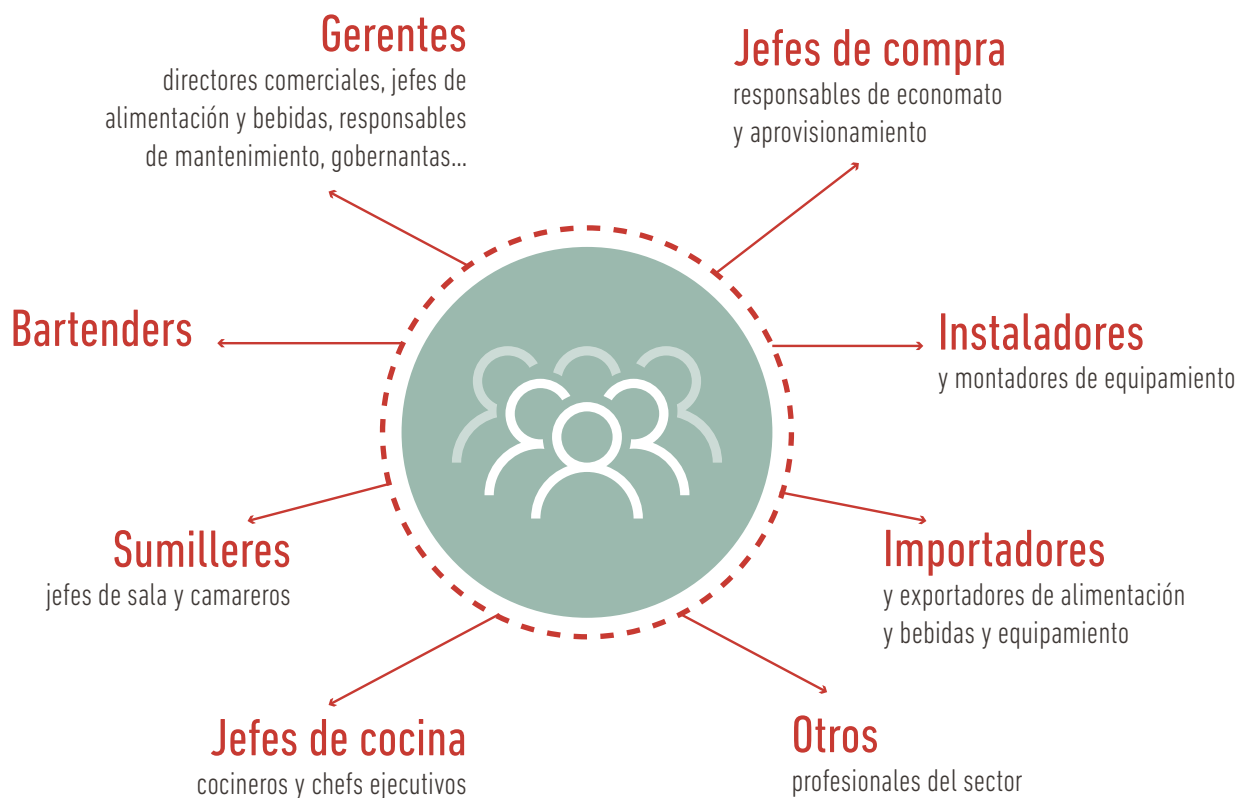 Gerentes
directores comerciales, jefes de
alimentación y bebidas, responsables
de mantenimiento, gobernantas...
Jefes de compra
responsables de economato
y aprovisionamiento
Bartenders
Instaladores
y montadores de equipamiento
Sumilleres
jefes de sala y camareros
Importadores
y exportadores de alimentación
y bebidas y equipamiento
Jefes de cocina
cocineros y chefs ejecutivos
Otros
profesionales del sector